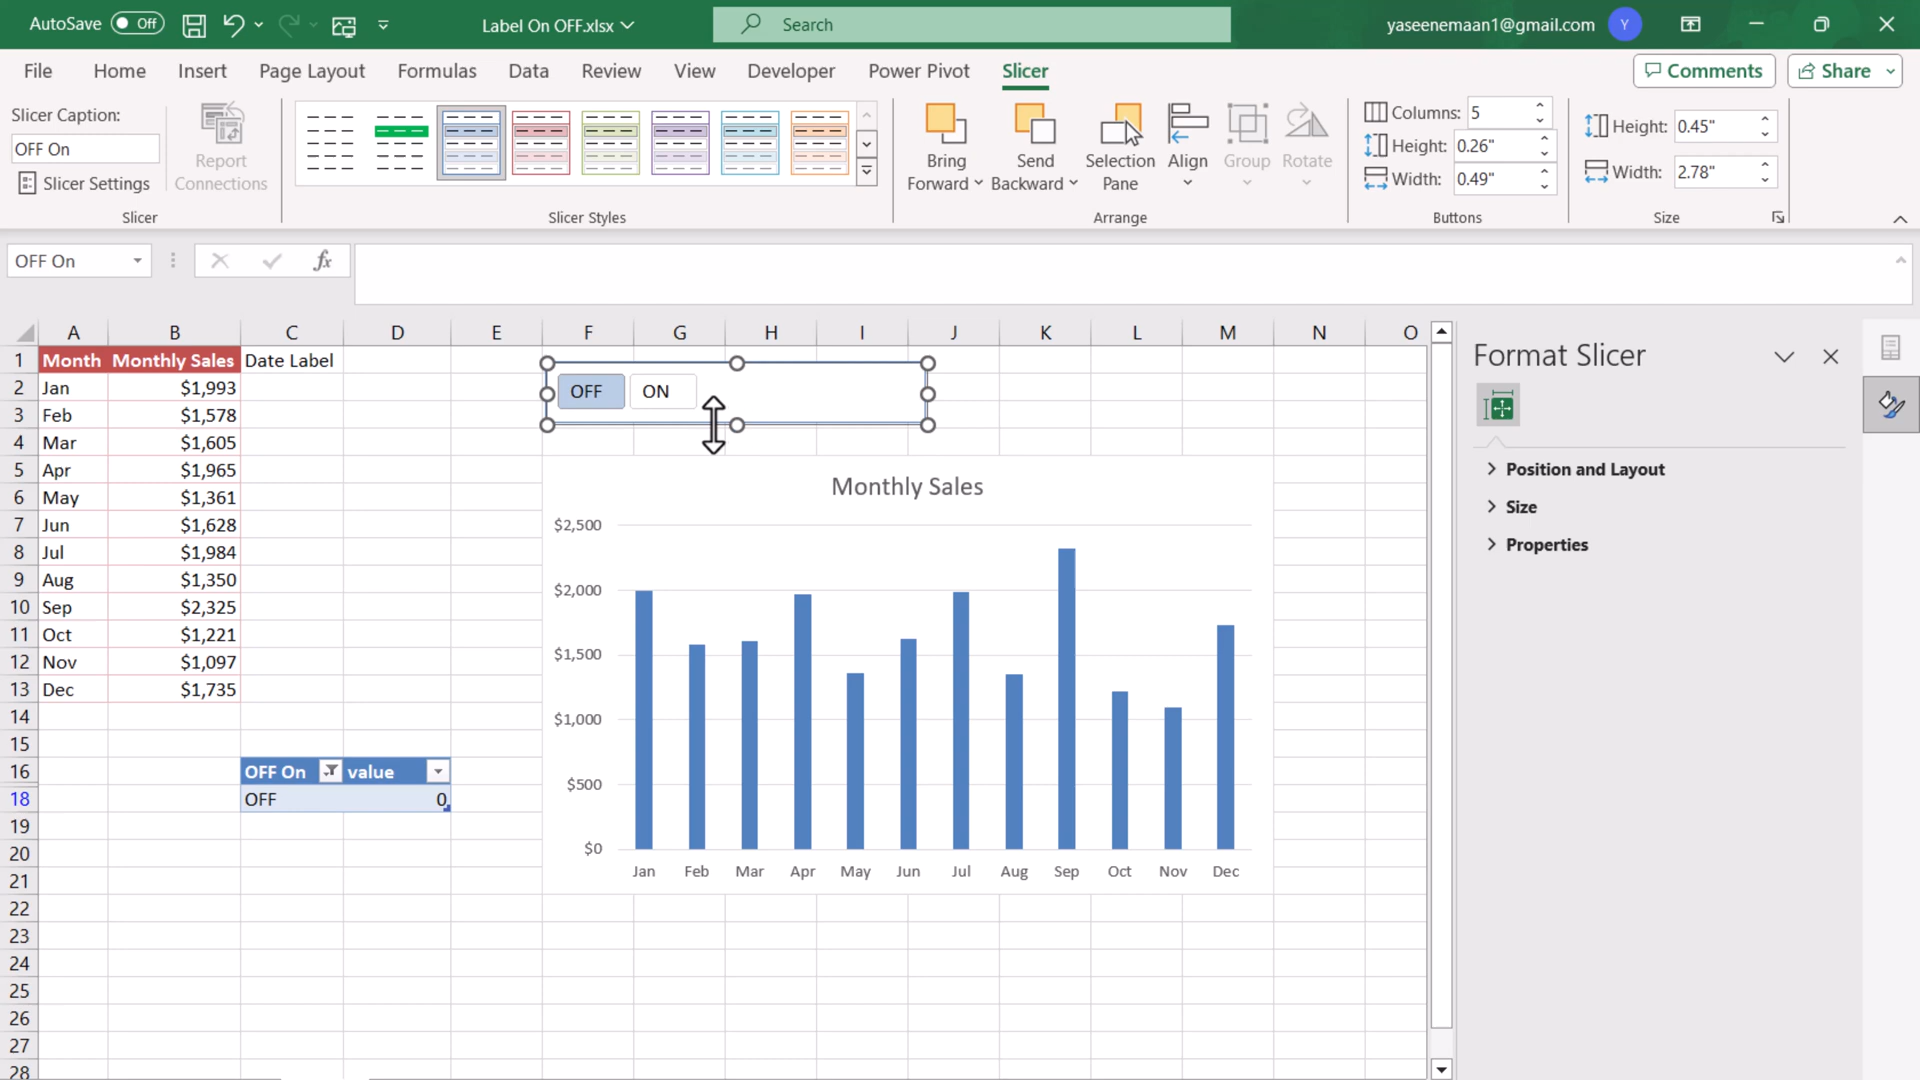 AutoSave Off Label On OFF.xlsx Search yaseenemaan1@gmail.com Y
File Home Insert Page Layout Formulas Data Review View Developer Power Pivot Slicer Comments Share
Slicer Caption:
OFF On
Slicer Settings
Report Connections
Slicer
Slicer Styles
Bring Forward
Send Backward
Selection Pane
Align
Group
Rotate
Arrange
Columns: 5
Height: 0.26"
Width: 0.49"
Buttons
Height: 0.45"
Width: 2.78"
Size
OFF On fx
A B C D E F G H I J K L M N O
1 Month Monthly Sales Date Label
2 Jan $1,993
3 Feb $1,578
4 Mar $1,605
5 Apr $1,965
6 May $1,361
7 Jun $1,628
8 Jul $1,984
9 Aug $1,350
10 Sep $2,325
11 Oct $1,221
12 Nov $1,097
13 Dec $1,735
14
15
16 OFF On value
18 OFF 0
19
20
21
22
23
24
25
26
27
28
OFF ON
Monthly Sales
$2,500
$2,000
$1,500
$1,000
$500
$0
Jan Feb Mar Apr May Jun Jul Aug Sep Oct Nov Dec
Format Slicer
Position and Layout
Size
Properties